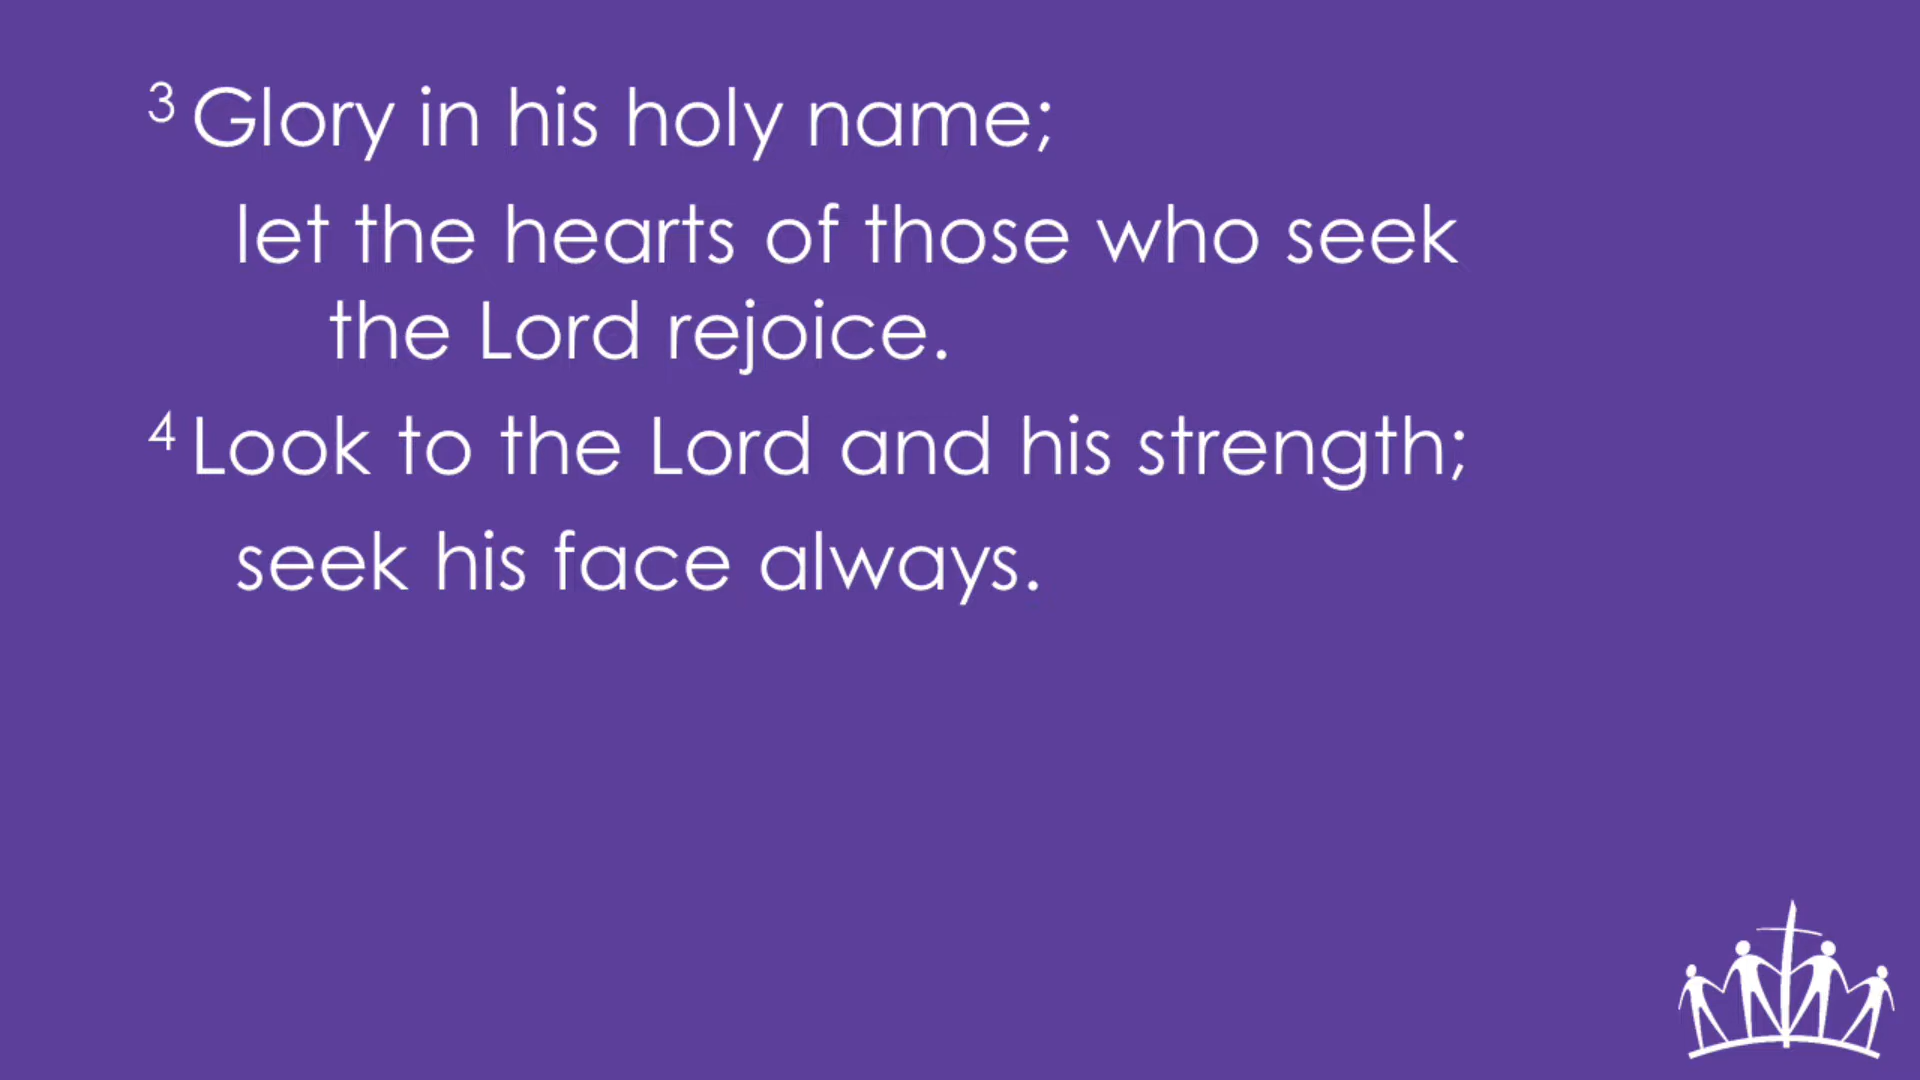 3 Glory in his holy name;
let the hearts of those who seek
the Lord rejoice.
4 Look to the Lord and his strength;
seek his face always.